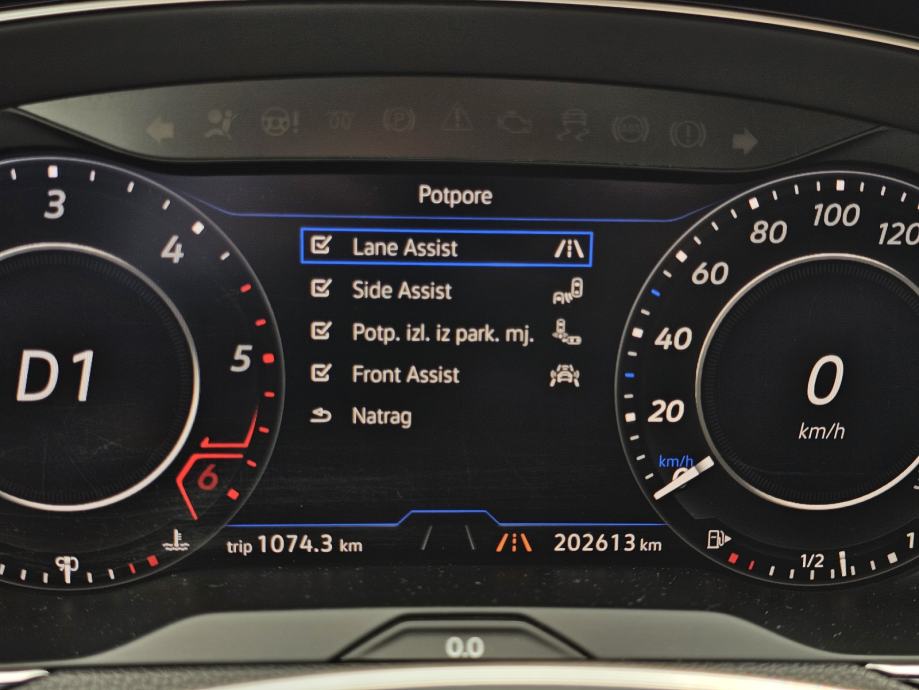 Potpore
3
4
5
6
D1
Lane Assist
Side Assist
Potp. izl. iz park. mj.
Front Assist
Natrag
20
40
60
80
100
120
0
km/h
km/h
trip 1074.3 km
202613 km
90
1/2
0.0